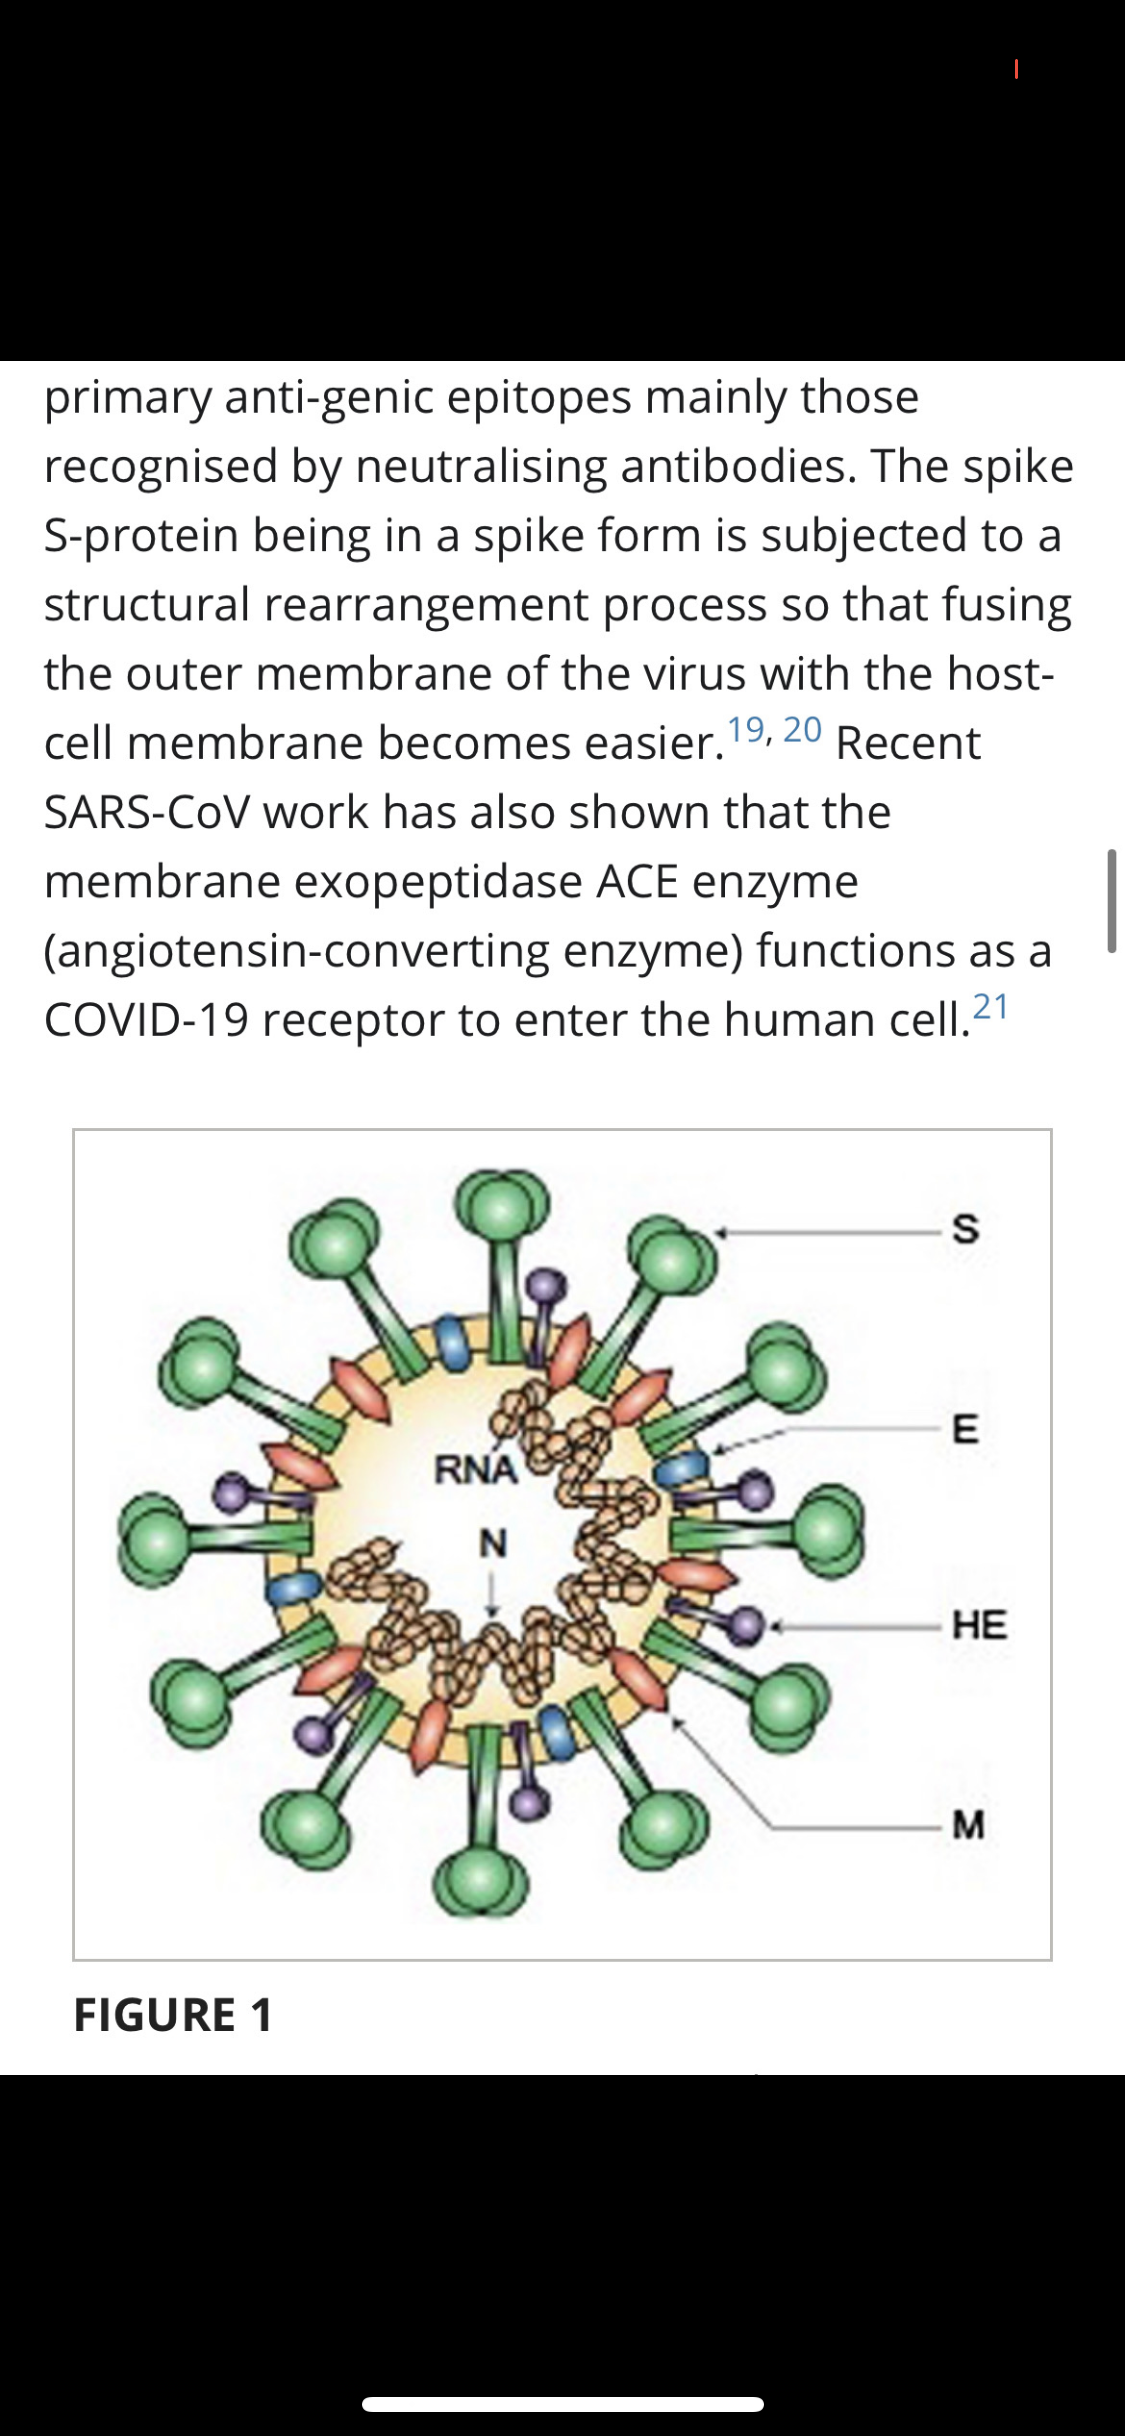 primary anti-genic epitopes mainly those
recognised by neutralising antibodies. The spike
S-protein being in a spike form is subjected to a
structural rearrangement process so that fusing
the outer membrane of the virus with the host-
cell membrane becomes easier.19, 20 Recent
SARS-CoV work has also shown that the
membrane exopeptidase ACE enzyme
(angiotensin-converting enzyme) functions as a
COVID-19 receptor to enter the human cell.21
S
E
RNA
N
HE
M
FIGURE 1